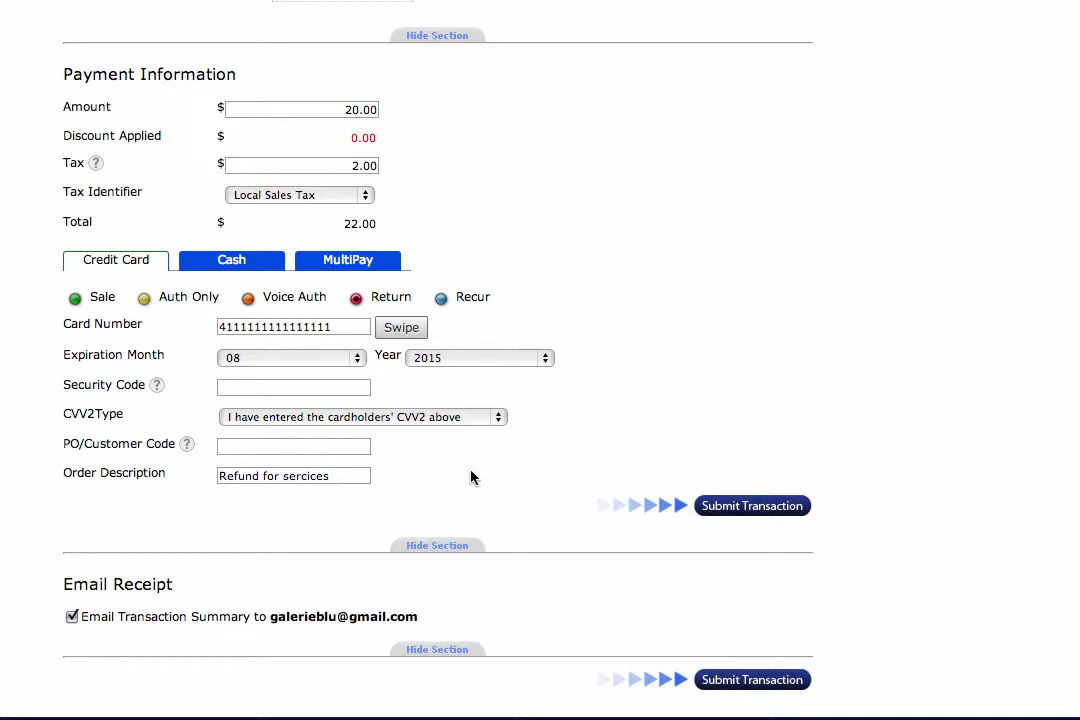 Hide Section
Payment Information
Amount $ 20.00
Discount Applied $ 0.00
Tax ? $ 2.00
Tax Identifier Local Sales Tax
Total $ 22.00
Credit Card Cash MultiPay
Sale Auth Only Voice Auth Return Recur
Card Number 4111111111111111 Swipe
Expiration Month 08 Year 2015
Security Code ?
CVV2Type I have entered the cardholders' CVV2 above
PO/Customer Code ?
Order Description Refund for sercices
Submit Transaction
Hide Section
Email Receipt
Email Transaction Summary to galerieblu@gmail.com
Hide Section
Submit Transaction